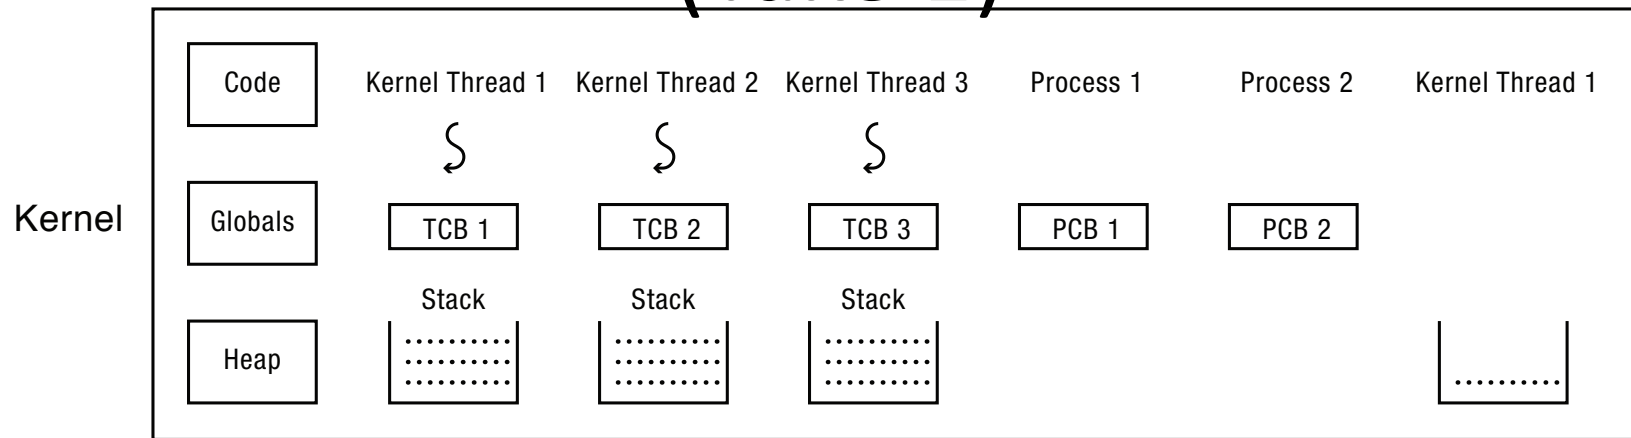 Code Kernel Thread 1 Kernel Thread 2 Kernel Thread 3 Process 1 Process 2 Kernel Thread 1
Kernel Globals TCB 1 TCB 2 TCB 3 PCB 1 PCB 2
Stack Stack Stack
Heap